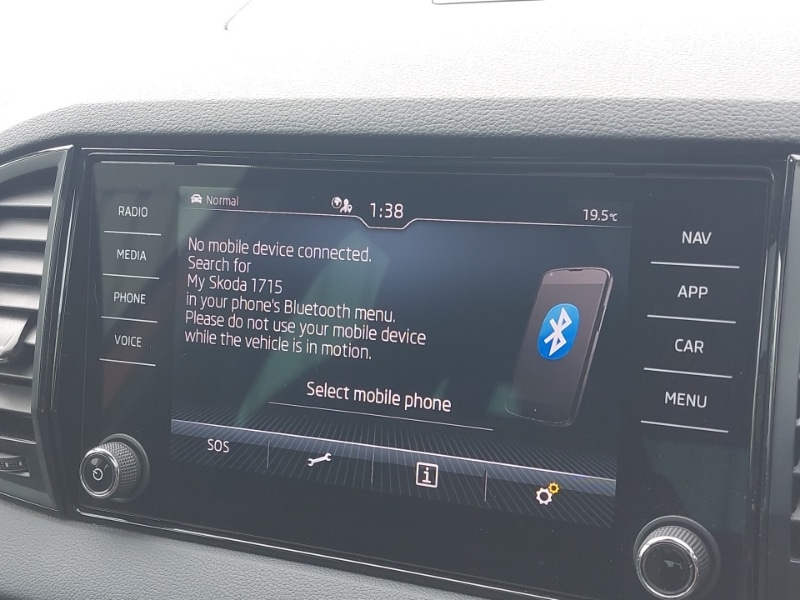 RADIO
MEDIA
PHONE
VOICE
Normal
1:38
19.5°C
No mobile device connected.
Search for
My Skoda 1715
in your phone's Bluetooth menu.
Please do not use your mobile device
while the vehicle is in motion.
Select mobile phone
SOS
i
NAV
APP
CAR
MENU